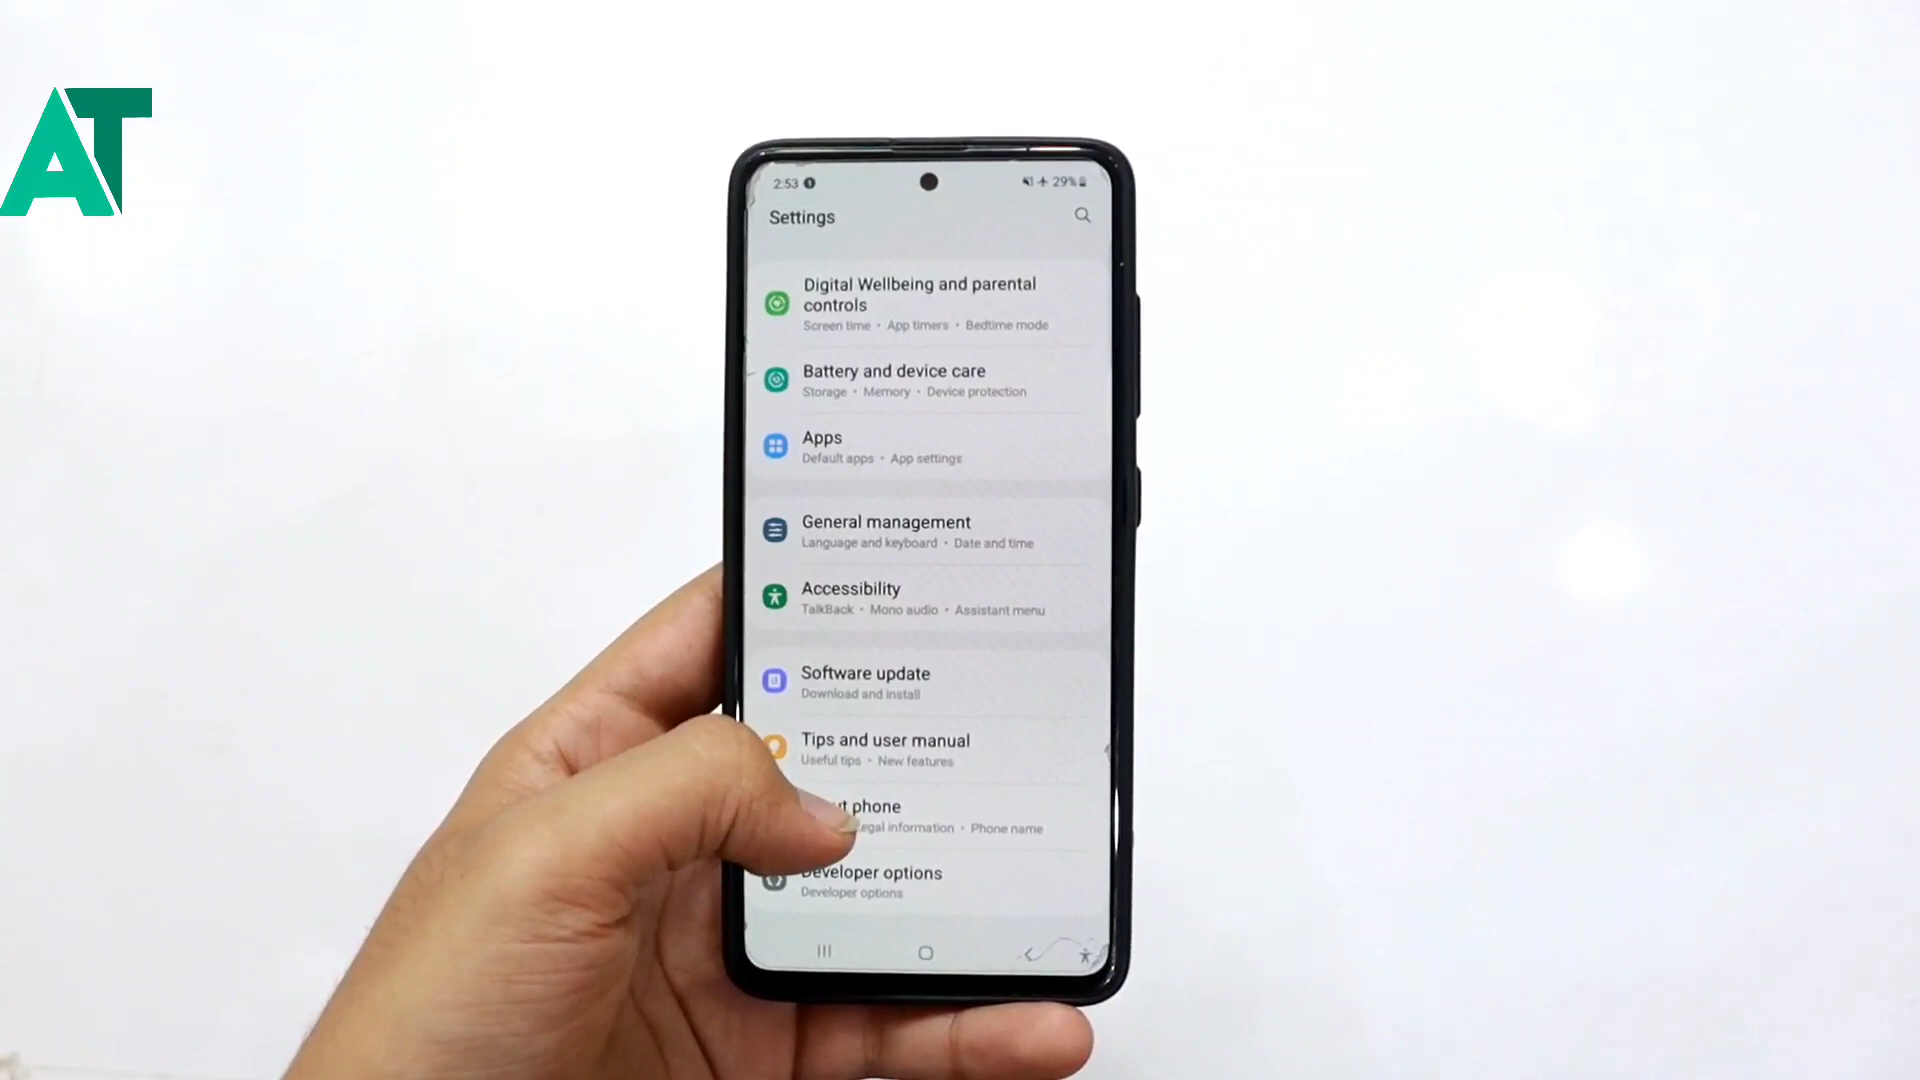 AT
2:53
29%
Settings
Digital Wellbeing and parental
controls
Screen time • App timers • Bedtime mode
Battery and device care
Storage • Memory • Device protection
Apps
Default apps • App settings
General management
Language and keyboard • Date and time
Accessibility
TalkBack • Mono audio • Assistant menu
Software update
Download and install
Tips and user manual
Useful tips • New features
phone
Legal information • Phone name
Developer options
Developer options